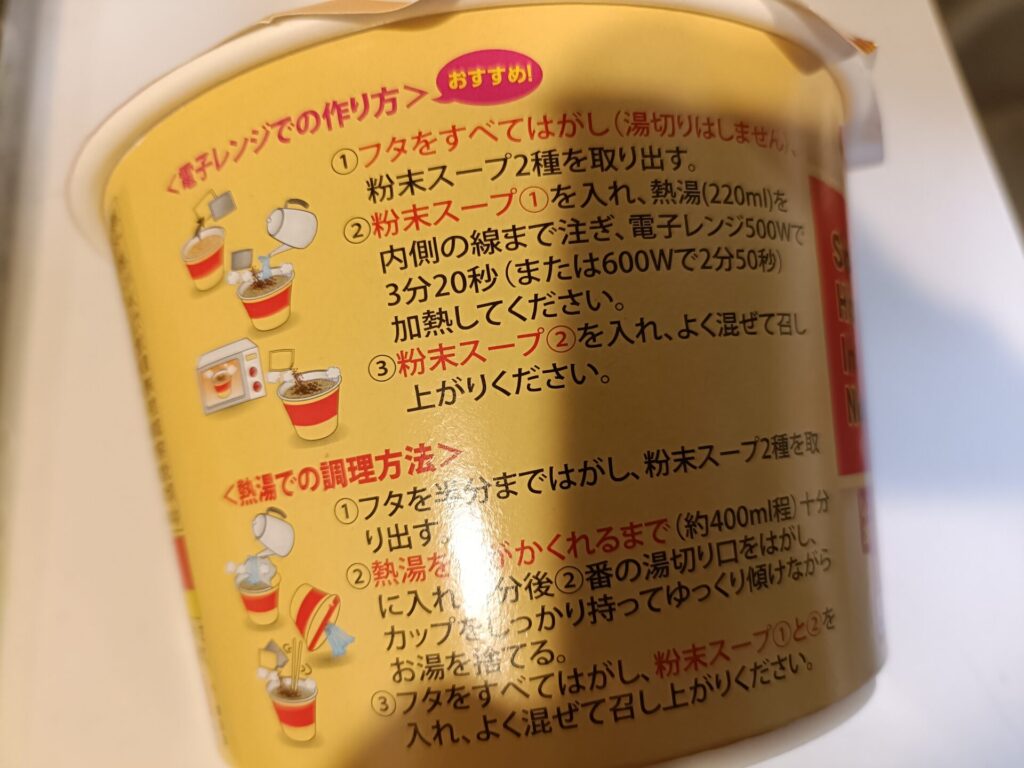 <電子レンジでの作り方>
おすすめ!
①フタをすべてはがし(湯切りはしません)、
粉末スープ2種を取り出す。
②粉末スープ①を入れ、熱湯(220ml)を
内側の線まで注ぎ、電子レンジ500Wで
3分20秒(または600Wで2分50秒)
加熱してください。
③粉末スープ②を入れ、よく混ぜて召し
上がりください。
<熱湯での調理方法>
①フタを半分まではがし、粉末スープ2種を取
り出す。
②熱湯を がかくれるまで(約400ml程)十分
に入れ 分後②番の湯切り口をはがし、
カップをしっかり持ってゆっくり傾けながら
お湯を捨てる。
③フタをすべてはがし、粉末スープ①と②を
入れ、よく混ぜて召し上がりください。